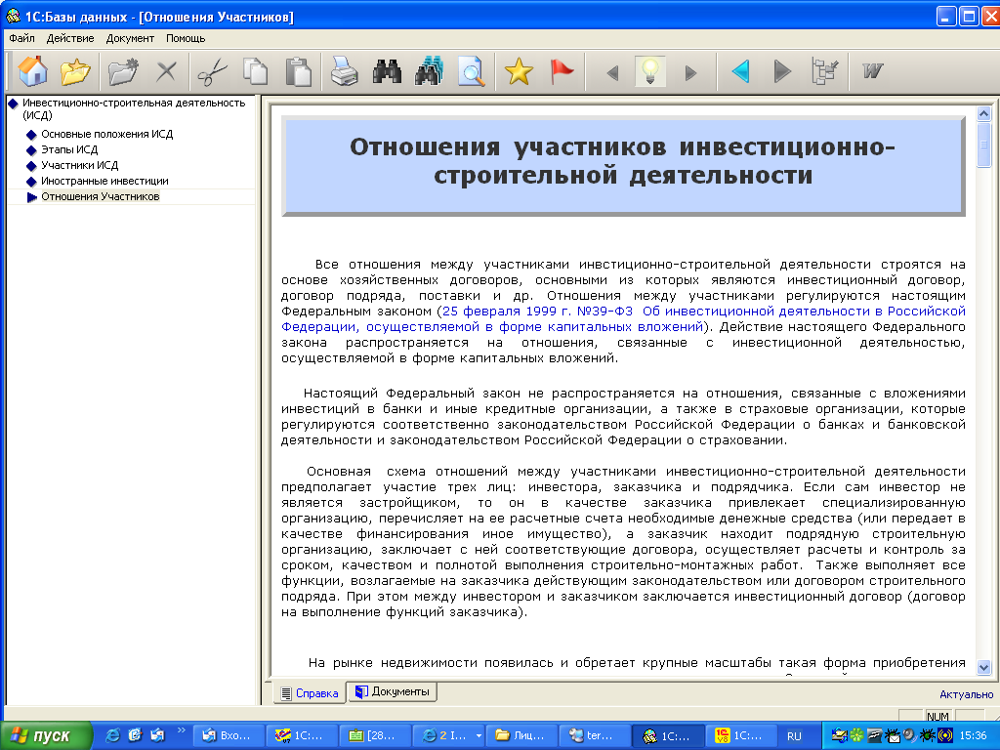 1С:Базы данных - [Отношения Участников]
Файл Действие Документ Помощь
W
Инвестиционно-строительная деятельность
(ИСД)
Основные положения ИСД
Этапы ИСД
Участники ИСД
Иностранные инвестиции
Отношения Участников
Отношения участников инвестиционно-
строительной деятельности
Все отношения между участниками инвстиционно-строительной деятельности строятся на
основе хозяйственных договоров, основными из которых являются инвестиционный договор,
договор подряда, поставки и др. Отношения между участниками регулируются настоящим
Федеральным законом (25 февраля 1999 г. №39-ФЗ Об инвестиционной деятельности в Российской
Федерации, осуществляемой в форме капитальных вложений). Действие настоящего Федерального
закона распространяется на отношения, связанные с инвестиционной деятельностью,
осуществляемой в форме капитальных вложений.
Настоящий Федеральный закон не распространяется на отношения, связанные с вложениями
инвестиций в банки и иные кредитные организации, а также в страховые организации, которые
регулируются соответственно законодательством Российской Федерации о банках и банковской
деятельности и законодательством Российской Федерации о страховании.
Основная схема отношений между участниками инвестиционно-строительной деятельности
предполагает участие трех лиц: инвестора, заказчика и подрядчика. Если сам инвестор не
является застройщиком, то он в качестве заказчика привлекает специализированную
организацию, перечисляет на ее расчетные счета необходимые денежные средства (или передает в
качестве финансирования иное имущество), а заказчик находит подрядную строительную
организацию, заключает с ней соответствующие договора, осуществляет расчеты и контроль за
сроком, качеством и полнотой выполнения строительно-монтажных работ. Также выполняет все
функции, возлагаемые на заказчика действующим законодательством или договором строительного
подряда. При этом между инвестором и заказчиком заключается инвестиционный договор (договор
на выполнение функций заказчика).
На рынке недвижимости появилась и обретает крупные масштабы такая форма приобретения
Справка Документы
Актуально
NUM
пуск Вхо... 1С:... [28... 2 I... Лиц... ter... 1С:... 1С:... RU 15:36